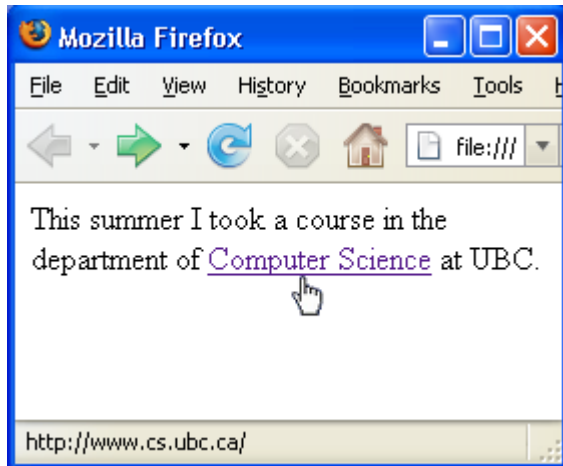 Mozilla Firefox
File Edit View History Bookmarks Tools
file:///
This summer I took a course in the
department of Computer Science at UBC.
http://www.cs.ubc.ca/